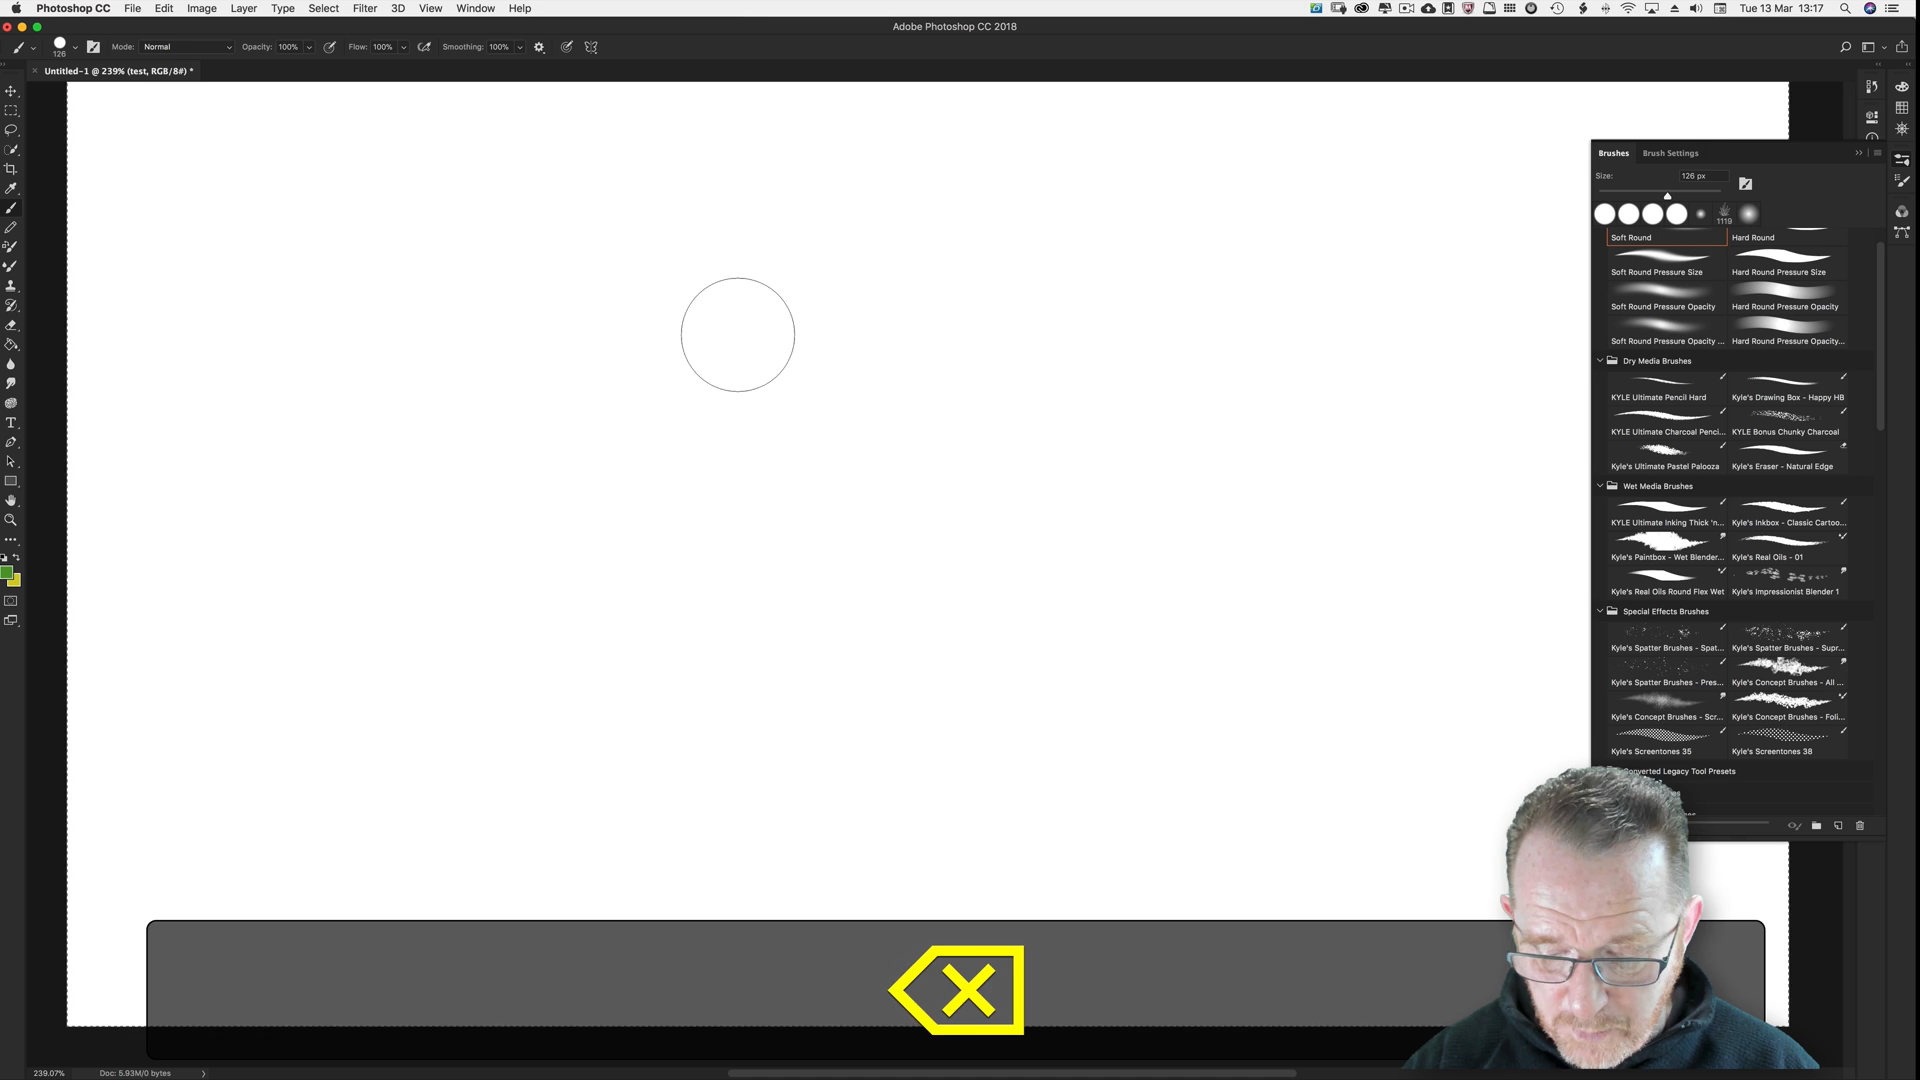 Photoshop CC File Edit Image Layer Type Select Filter 3D View Window Help Tue 13 Mar 13:17
Adobe Photoshop CC 2018
126 Mode: Normal Opacity: 100% Flow: 100% Smoothing: 100%
Untitled-1 @ 239% (test, RGB/8#) *
Brushes Brush Settings
Size: 126 px
1119
Soft Round Hard Round
Soft Round Pressure Size Hard Round Pressure Size
Soft Round Pressure Opacity Hard Round Pressure Opacity
Soft Round Pressure Opacity ... Hard Round Pressure Opacity...
Dry Media Brushes
KYLE Ultimate Pencil Hard Kyle's Drawing Box - Happy HB
KYLE Ultimate Charcoal Penci... KYLE Bonus Chunky Charcoal
Kyle's Ultimate Pastel Palooza Kyle's Eraser - Natural Edge
Wet Media Brushes
KYLE Ultimate Inking Thick 'n... Kyle's Inkbox - Classic Cartoo...
Kyle's Paintbox - Wet Blender... Kyle's Real Oils - 01
Kyle's Real Oils Round Flex Wet Kyle's Impressionist Blender 1
Special Effects Brushes
Kyle's Spatter Brushes - Spat... Kyle's Spatter Brushes - Supr...
Kyle's Spatter Brushes - Pres... Kyle's Concept Brushes - All ...
Kyle's Concept Brushes - Scr... Kyle's Concept Brushes - Foli...
Kyle's Screentones 35 Kyle's Screentones 38
Converted Legacy Tool Presets
239.07% Doc: 5.93M/0 bytes